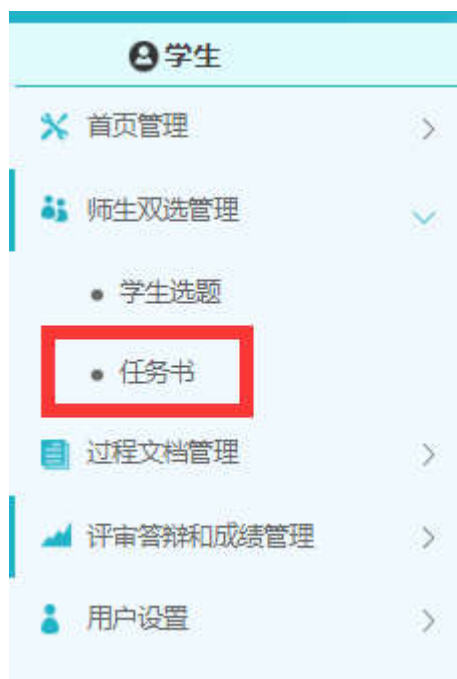 学生
首页管理
师生双选管理
学生选题
任务书
过程文档管理
评审答辩和成绩管理
用户设置